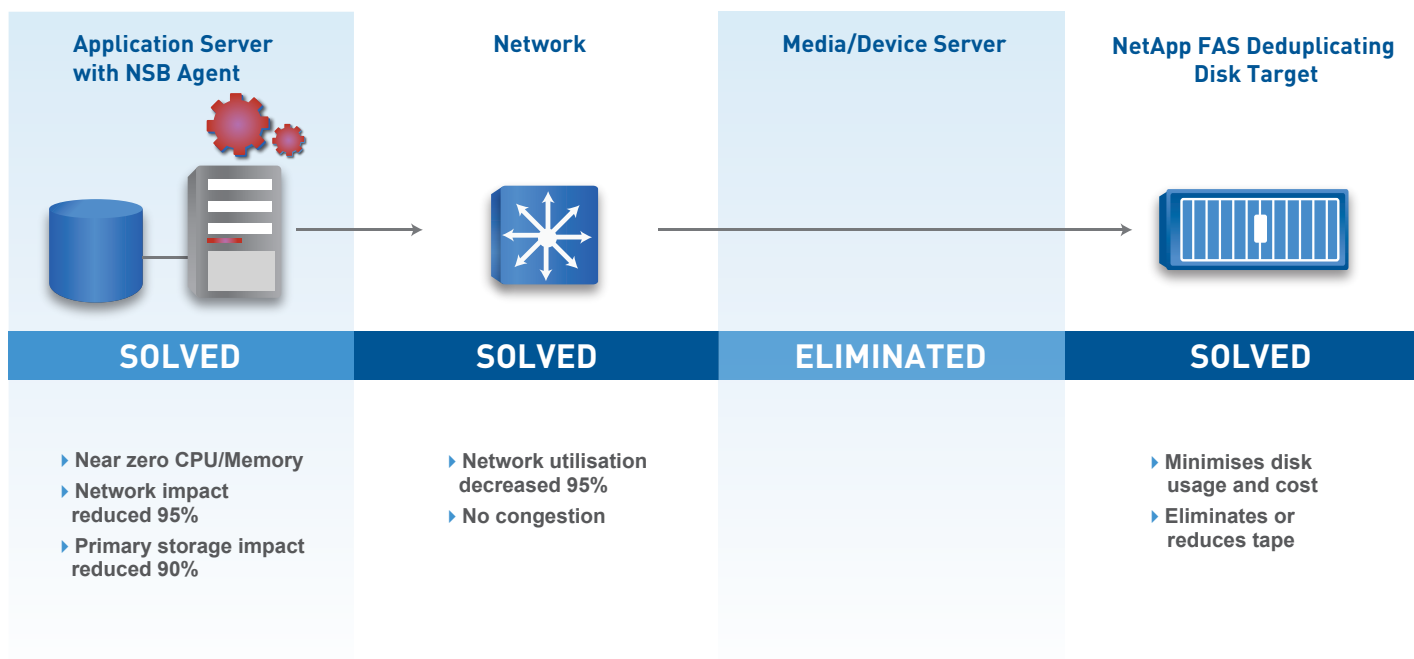 Application Server
with NSB Agent
Network
Media/Device Server
NetApp FAS Deduplicating
Disk Target
SOLVED
SOLVED
ELIMINATED
SOLVED
Near zero CPU/Memory
Network impact
reduced 95%
Primary storage impact
reduced 90%
Network utilisation
decreased 95%
No congestion
Minimises disk
usage and cost
Eliminates or
reduces tape